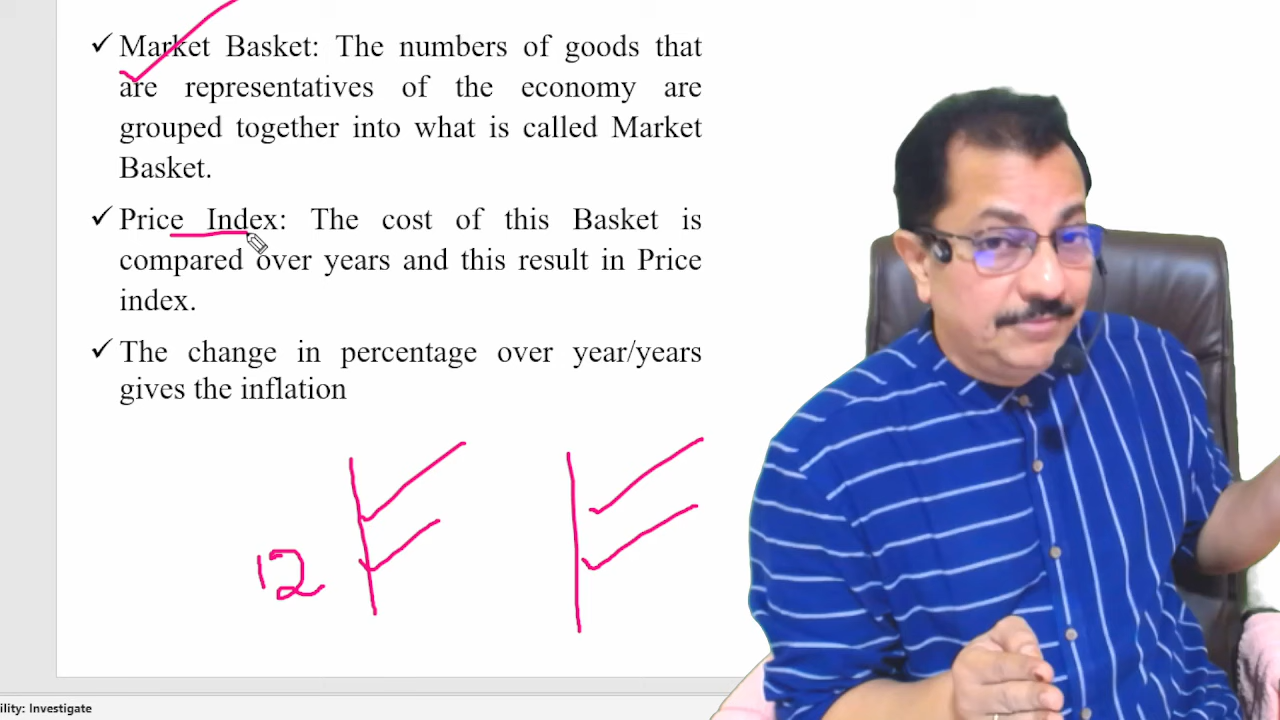 ✓ Market Basket: The numbers of goods that
are representatives of the economy are
grouped together into what is called Market
Basket.
✓ Price Index: The cost of this Basket is
compared over years and this result in Price
index.
✓ The change in percentage over year/years
gives the inflation
12
ility: Investigate